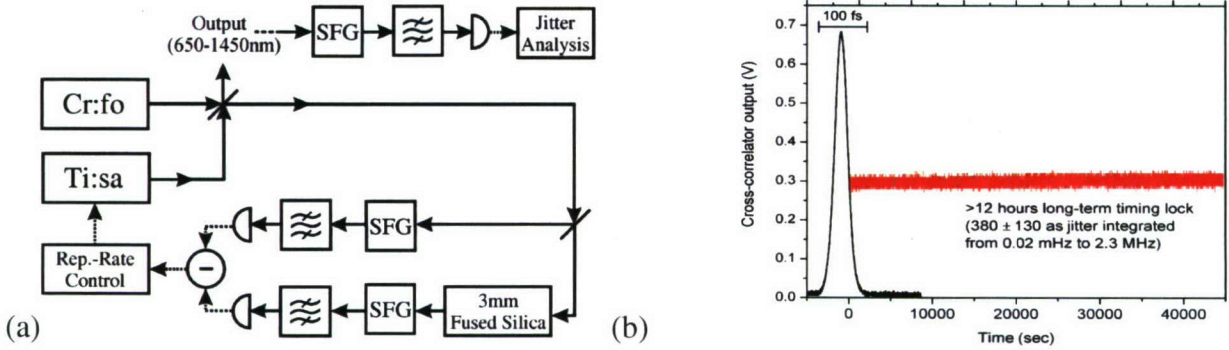 Output
(650-1450nm)
SFG
Jitter
Analysis
Cr:fo
Ti:sa
SFG
Rep.-Rate
Control
−
SFG
3mm
Fused Silica
(a)
(b)
0.7
0.6
0.5
0.4
0.3
0.2
0.1
0.0
Cross-correlator output (V)
100 fs
>12 hours long-term timing lock
(380 ± 130 as jitter integrated
from 0.02 mHz to 2.3 MHz)
0
10000
20000
30000
40000
Time (sec)